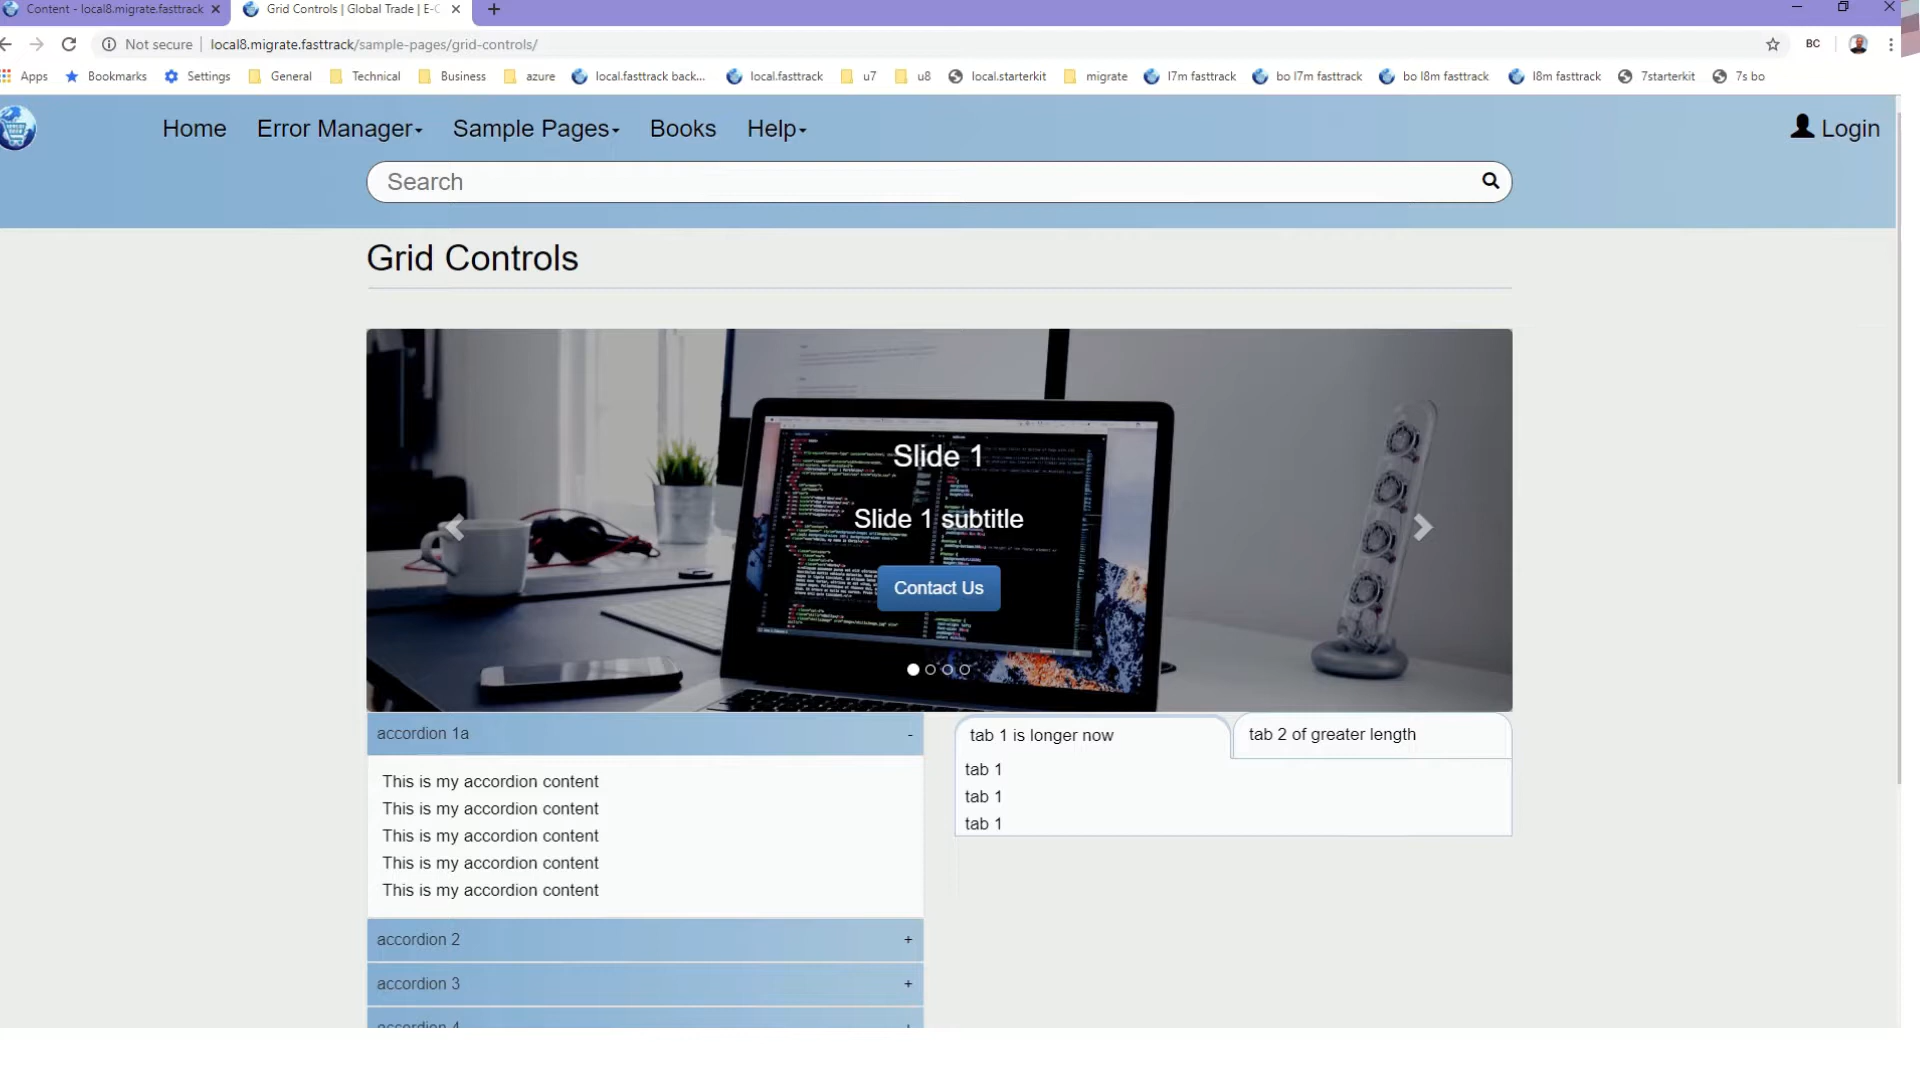 Content - local8.migrate.fasttrack
Grid Controls | Global Trade | E-C
Not secure
local8.migrate.fasttrack/sample-pages/grid-controls/
BC
Apps
Bookmarks
Settings
General
Technical
Business
azure
local.fasttrack back...
local.fasttrack
u7
u8
local.starterkit
migrate
l7m fasttrack
bo l7m fasttrack
bo l8m fasttrack
l8m fasttrack
7starterkit
7s bo
Home
Error Manager
Sample Pages
Books
Help
Login
Search
Grid Controls
Slide 1
Slide 1 subtitle
Contact Us
accordion 1a -
This is my accordion content
This is my accordion content
This is my accordion content
This is my accordion content
This is my accordion content
accordion 2 +
accordion 3 +
accordion 4
tab 1 is longer now
tab 2 of greater length
tab 1
tab 1
tab 1